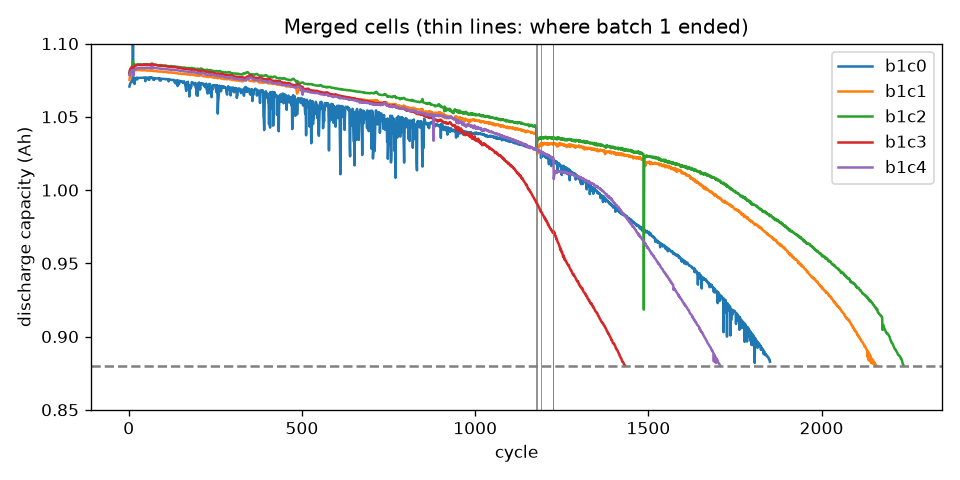 Merged cells (thin lines: where batch 1 ended)
1.10
1.05
1.00
0.95
0.90
0.85
discharge capacity (Ah)
b1c0
b1c1
b1c2
b1c3
b1c4
0
500
1000
1500
2000
cycle